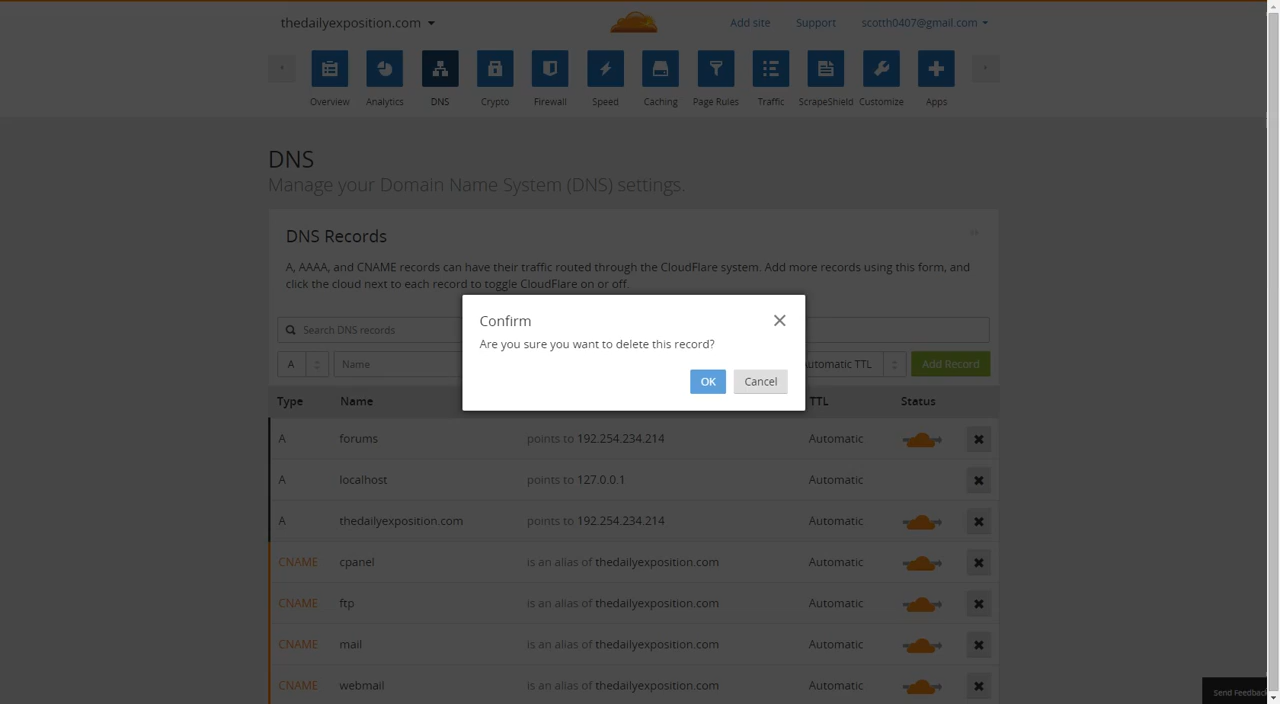 thedailyexposition.com
Add site
Support
scotth0407@gmail.com
Overview
Analytics
DNS
Crypto
Firewall
Speed
Caching
Page Rules
Traffic
ScrapeShield
Customize
Apps
DNS
Manage your Domain Name System (DNS) settings.
DNS Records
A, AAAA, and CNAME records can have their traffic routed through the CloudFlare system. Add more records using this form, and
click the cloud next to each record to toggle CloudFlare on or off.
Search DNS records
A
Name
utomatic TTL
Add Record
Confirm
Are you sure you want to delete this record?
OK
Cancel
Type
Name
TTL
Status
A
forums
points to 192.254.234.214
Automatic
A
localhost
points to 127.0.0.1
Automatic
A
thedailyexposition.com
points to 192.254.234.214
Automatic
CNAME
cpanel
is an alias of thedailyexposition.com
Automatic
CNAME
ftp
is an alias of thedailyexposition.com
Automatic
CNAME
mail
is an alias of thedailyexposition.com
Automatic
CNAME
webmail
is an alias of thedailyexposition.com
Automatic
Send Feedback